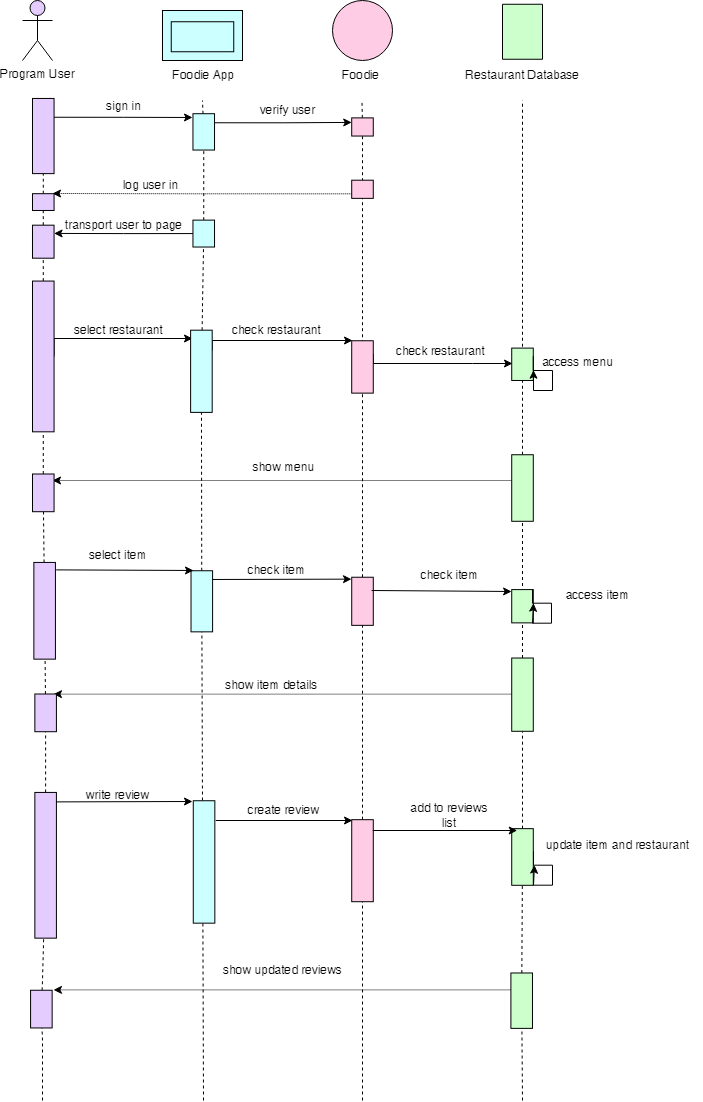 Program User
Foodie App
Foodie
Restaurant Database
sign in
verify user
log user in
transport user to page
select restaurant
check restaurant
check restaurant
access menu
show menu
select item
check item
check item
access item
show item details
write review
create review
add to reviews
list
update item and restaurant
show updated reviews